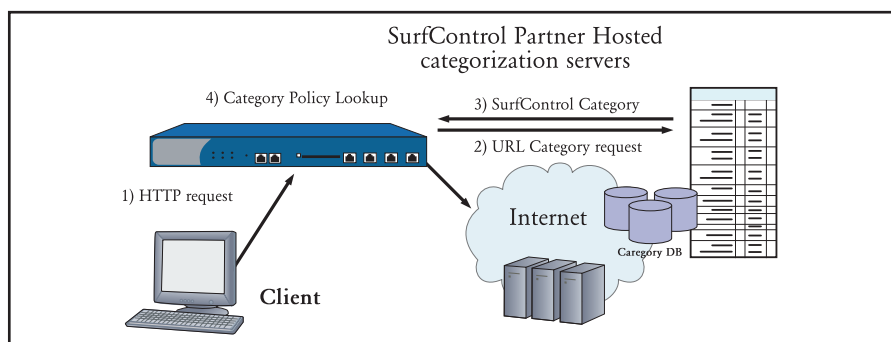 SurfControl Partner Hosted
categorization servers
4) Category Policy Lookup
3) SurfControl Category
2) URL Category request
1) HTTP request
Internet
Caregory DB
Client